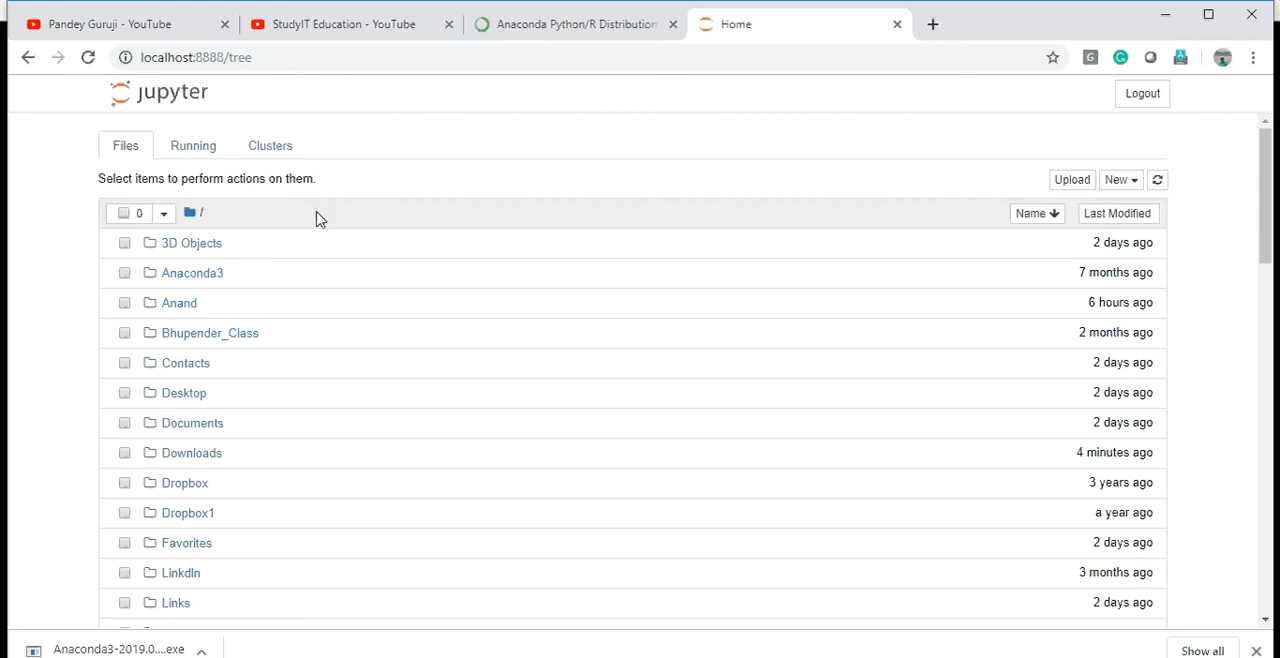 Pandey Guruji - YouTube
StudyIT Education - YouTube
Anaconda Python/R Distribution
Home
localhost:8888/tree
jupyter
Logout
Files
Running
Clusters
Select items to perform actions on them.
Upload
New
0
/
Name
Last Modified
3D Objects
2 days ago
Anaconda3
7 months ago
Anand
6 hours ago
Bhupender_Class
2 months ago
Contacts
2 days ago
Desktop
2 days ago
Documents
2 days ago
Downloads
4 minutes ago
Dropbox
3 years ago
Dropbox1
a year ago
Favorites
2 days ago
LinkdIn
3 months ago
Links
2 days ago
Anaconda3-2019.0....exe
Show all